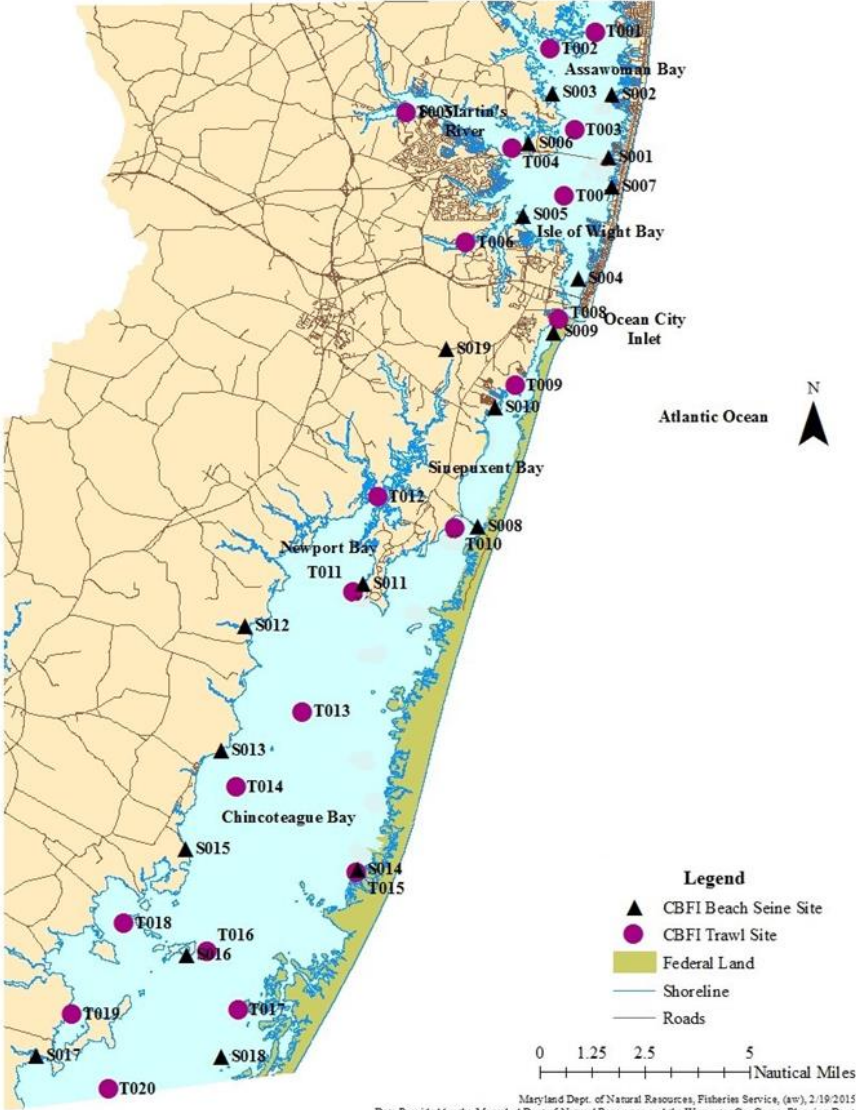 T001
T002
Assawoman Bay
S003
S002
T005
St. Martin's
River
T003
S006
T004
S001
S007
T007
S005
Isle of Wight Bay
T006
S004
T008
Ocean City
Inlet
S009
S019
T009
S010
Atlantic Ocean
N
Sinepuxent Bay
T012
S008
T010
Newport Bay
T011
S011
S012
T013
S013
T014
Chincoteague Bay
S015
S014
T015
T018
T016
S016
T019
T017
S017
S018
T020
Legend
CBFI Beach Seine Site
CBFI Trawl Site
Federal Land
Shoreline
Roads
0 1.25 2.5 5
Nautical Miles
Maryland Dept. of Natural Resources, Fisheries Service, (aw), 2/19/2015